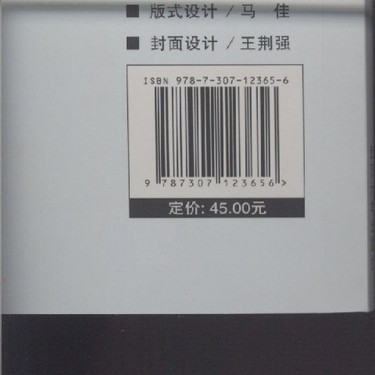 ■ 版式设计 / 马 佳
■ 封面设计 / 王荆强
ISBN 978-7-307-12365-6
9 787307 123656 >
定价: 45.00元